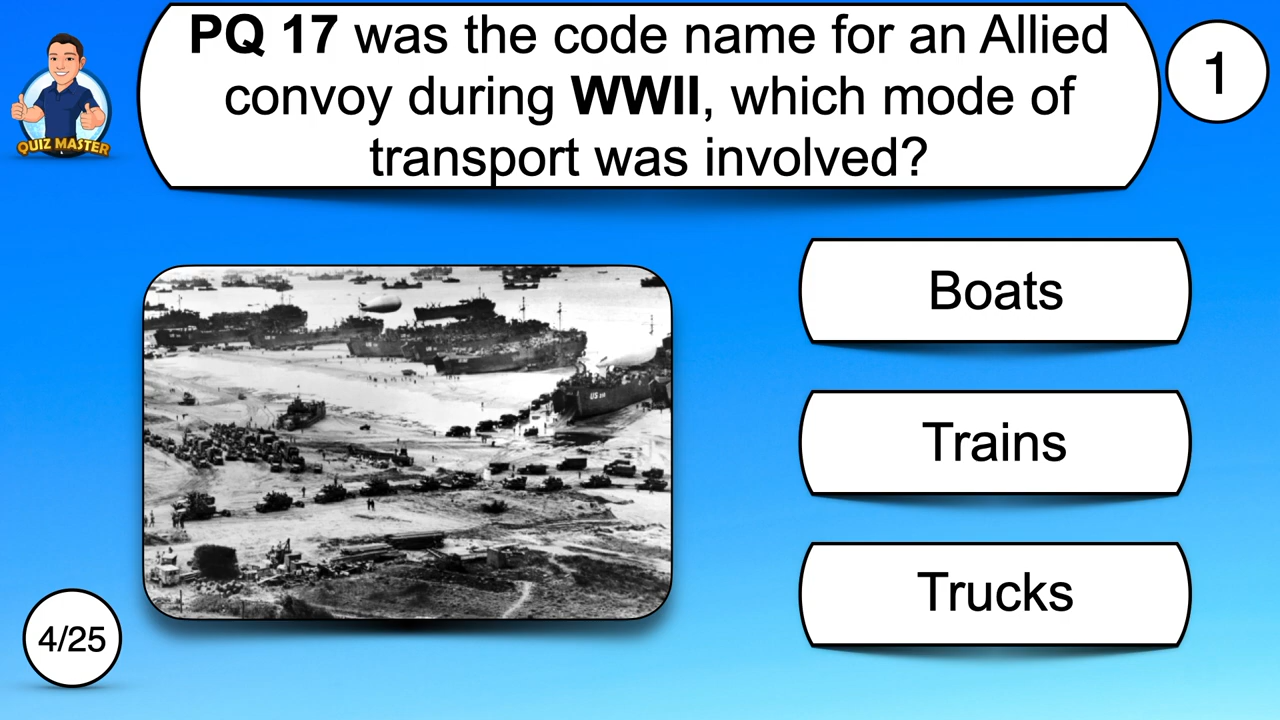 PQ 17 was the code name for an Allied
convoy during WWII, which mode of
transport was involved?
1
QUIZ MASTER
Boats
Trains
Trucks
4/25